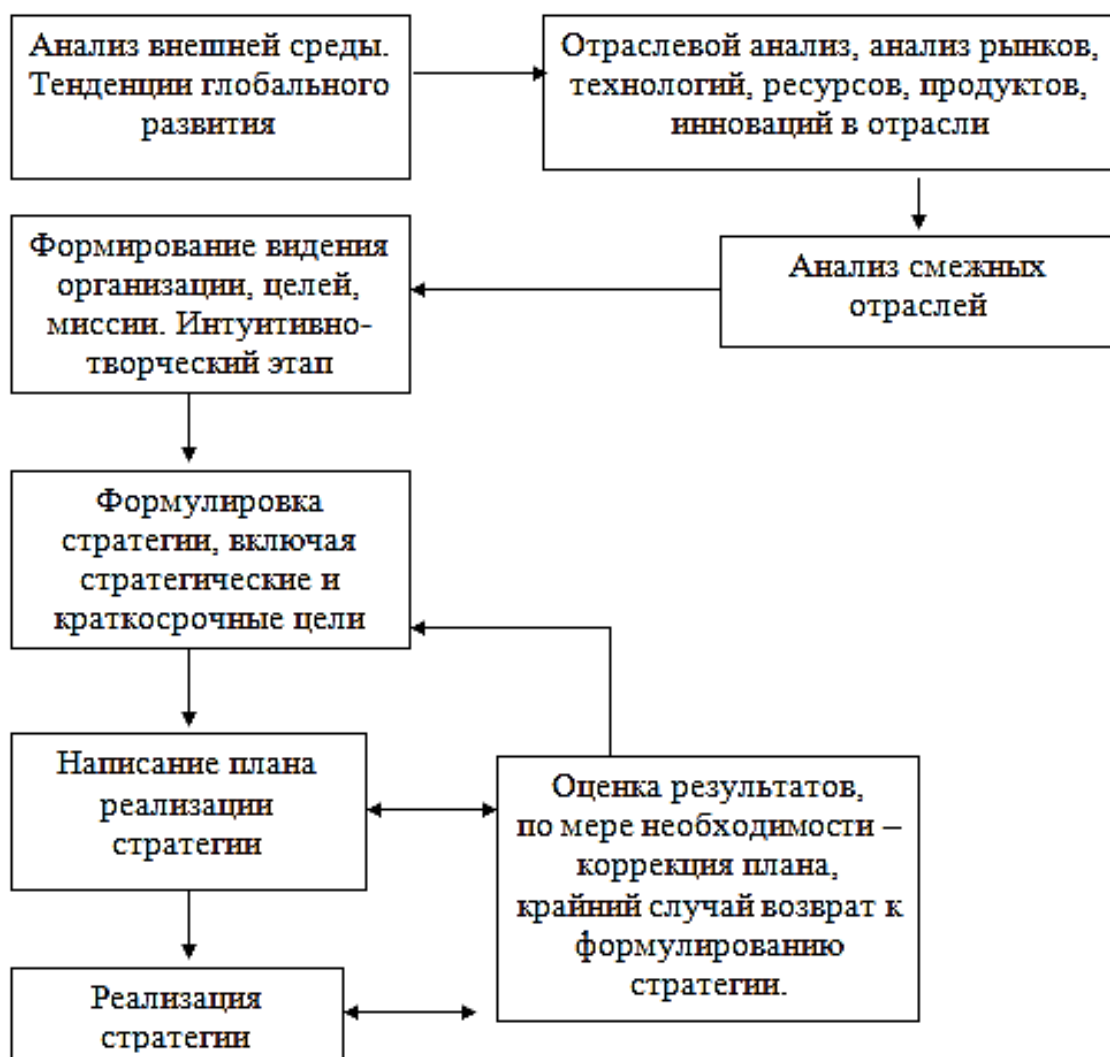 Анализ внешней среды.
Тенденции глобального
развития
Отраслевой анализ, анализ рынков,
технологий, ресурсов, продуктов,
инноваций в отрасли
Формирование видения
организации, целей,
миссии. Интуитивно-
творческий этап
Анализ смежных
отраслей
Формулировка
стратегии, включая
стратегические и
краткосрочные цели
Написание плана
реализации
стратегии
Оценка результатов,
по мере необходимости –
коррекция плана,
крайний случай возврат к
формулированию
стратегии.
Реализация
стратегии